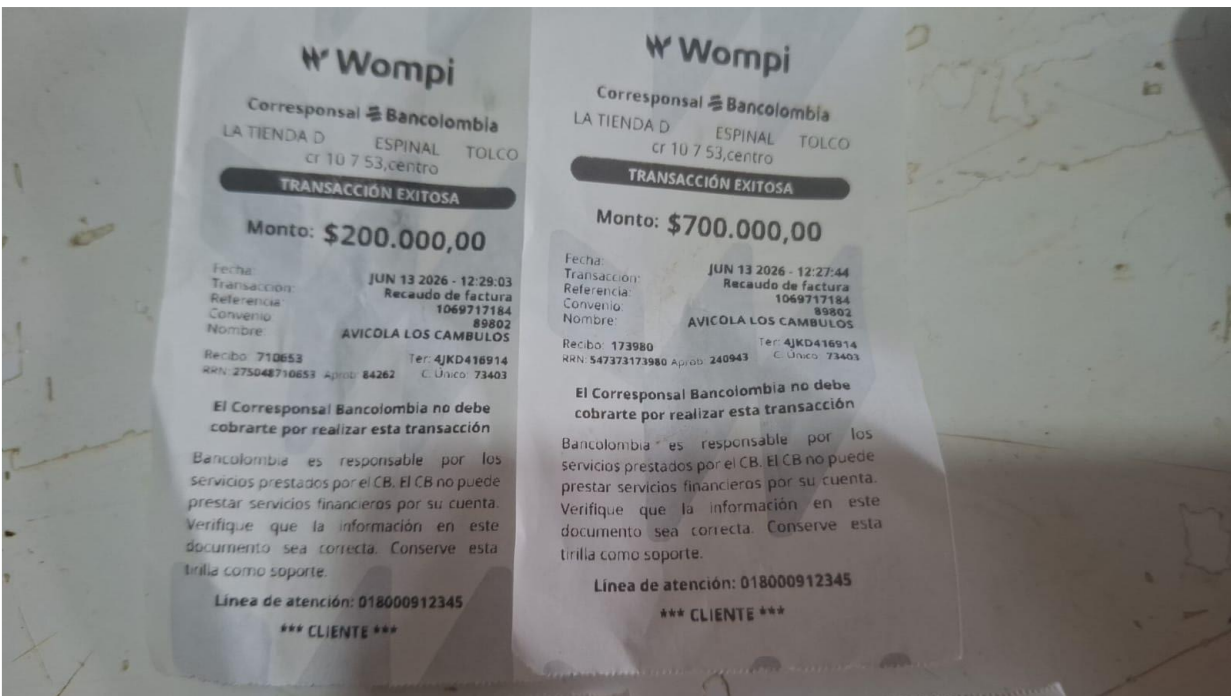 Wompi
Corresponsal Bancolombia
LA TIENDA D ESPINAL TOLCO
cr 10 7 53,centro
TRANSACCIÓN EXITOSA
Monto: $200.000,00
Fecha: JUN 13 2026 - 12:29:03
Transacción: Recaudo de factura
Referencia: 1069717184
Convenio: 89802
Nombre: AVICOLA LOS CAMBULOS
Recibo: 710653 Ter: 4JKD416914
RRN: 275048710653 Aprob: 84262 C. Único: 73403
El Corresponsal Bancolombia no debe
cobrarte por realizar esta transacción
Bancolombia es responsable por los
servicios prestados por el CB. El CB no puede
prestar servicios financieros por su cuenta.
Verifique que la información en este
documento sea correcta. Conserve esta
tirilla como soporte.
Línea de atención: 018000912345
*** CLIENTE ***
Wompi
Corresponsal Bancolombia
LA TIENDA D ESPINAL TOLCO
cr 10 7 53,centro
TRANSACCIÓN EXITOSA
Monto: $700.000,00
Fecha: JUN 13 2026 - 12:27:44
Transacción: Recaudo de factura
Referencia: 1069717184
Convenio: 89802
Nombre: AVICOLA LOS CAMBULOS
Recibo: 173980 Ter: 4JKD416914
RRN: 547373173980 Aprob: 240943 C. Único: 73403
El Corresponsal Bancolombia no debe
cobrarte por realizar esta transacción
Bancolombia es responsable por los
servicios prestados por el CB. El CB no puede
prestar servicios financieros por su cuenta.
Verifique que la información en este
documento sea correcta. Conserve esta
tirilla como soporte.
Línea de atención: 018000912345
*** CLIENTE ***